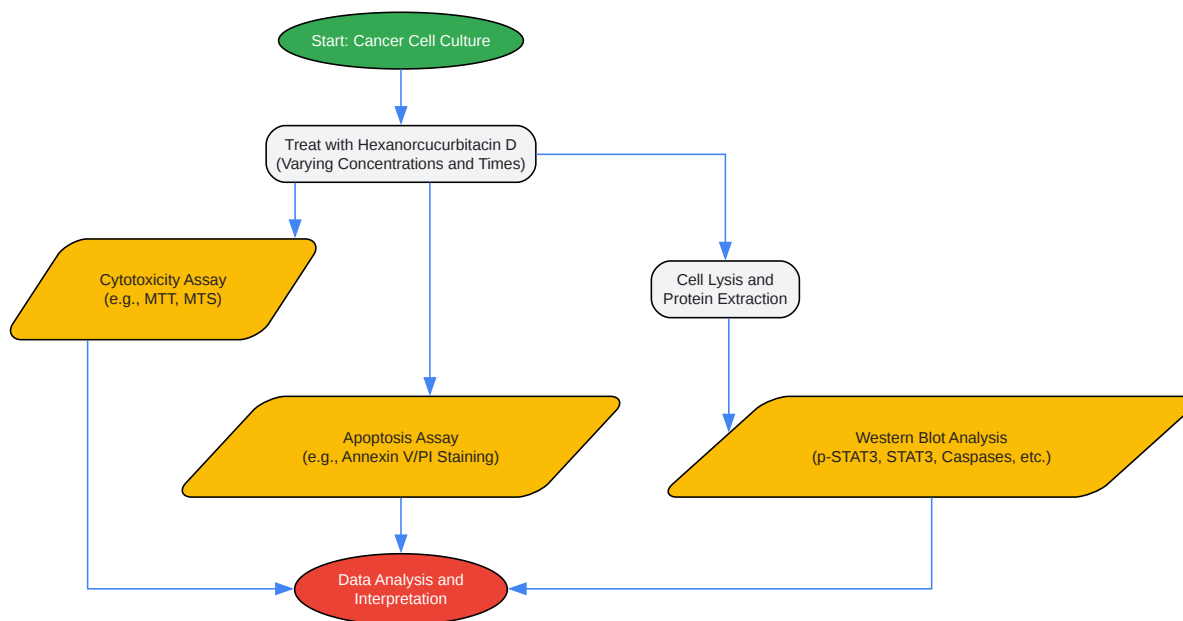 Start: Cancer Cell Culture
Treat with Hexanorcucurbitacin D
(Varying Concentrations and Times)
Cytotoxicity Assay
(e.g., MTT, MTS)
Cell Lysis and
Protein Extraction
Apoptosis Assay
(e.g., Annexin V/PI Staining)
Western Blot Analysis
(p-STAT3, STAT3, Caspases, etc.)
Data Analysis and
Interpretation